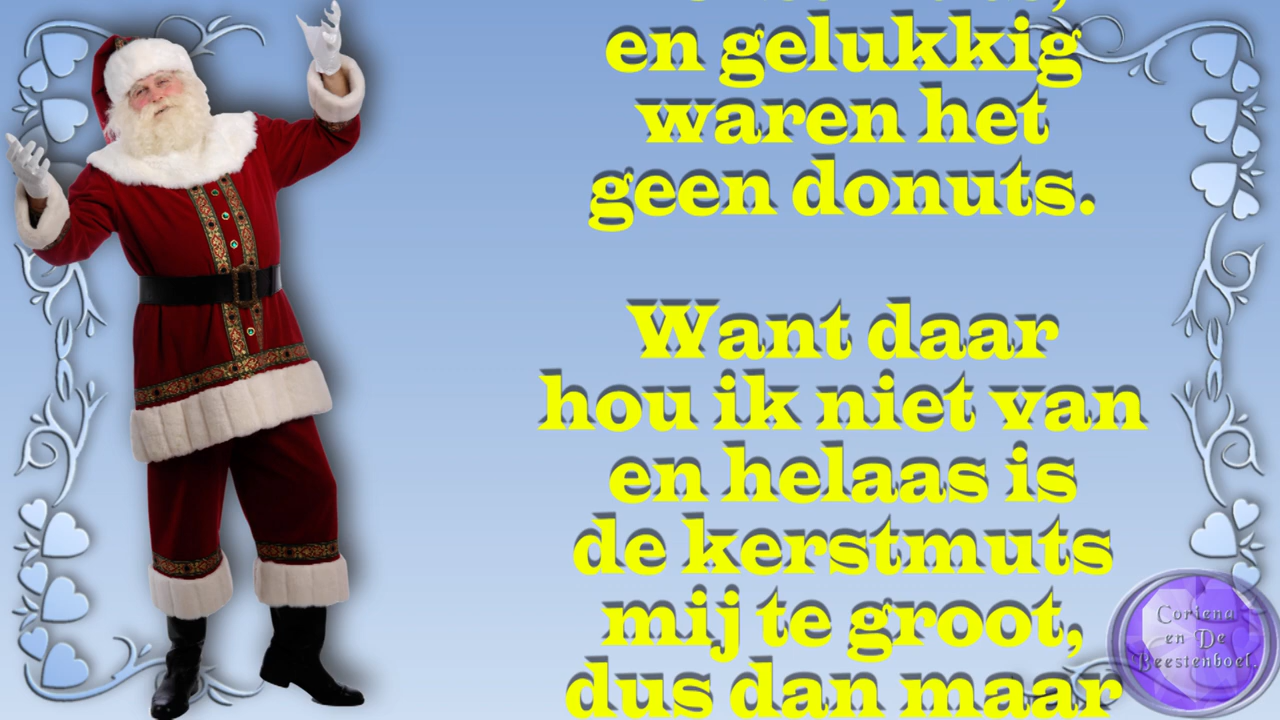 en gelukkig
waren het
geen donuts.
Want daar
hou ik niet van
en helaas is
de kerstmuts
mij te groot,
dus dan maar
Coriena
en De
Beestenboel.